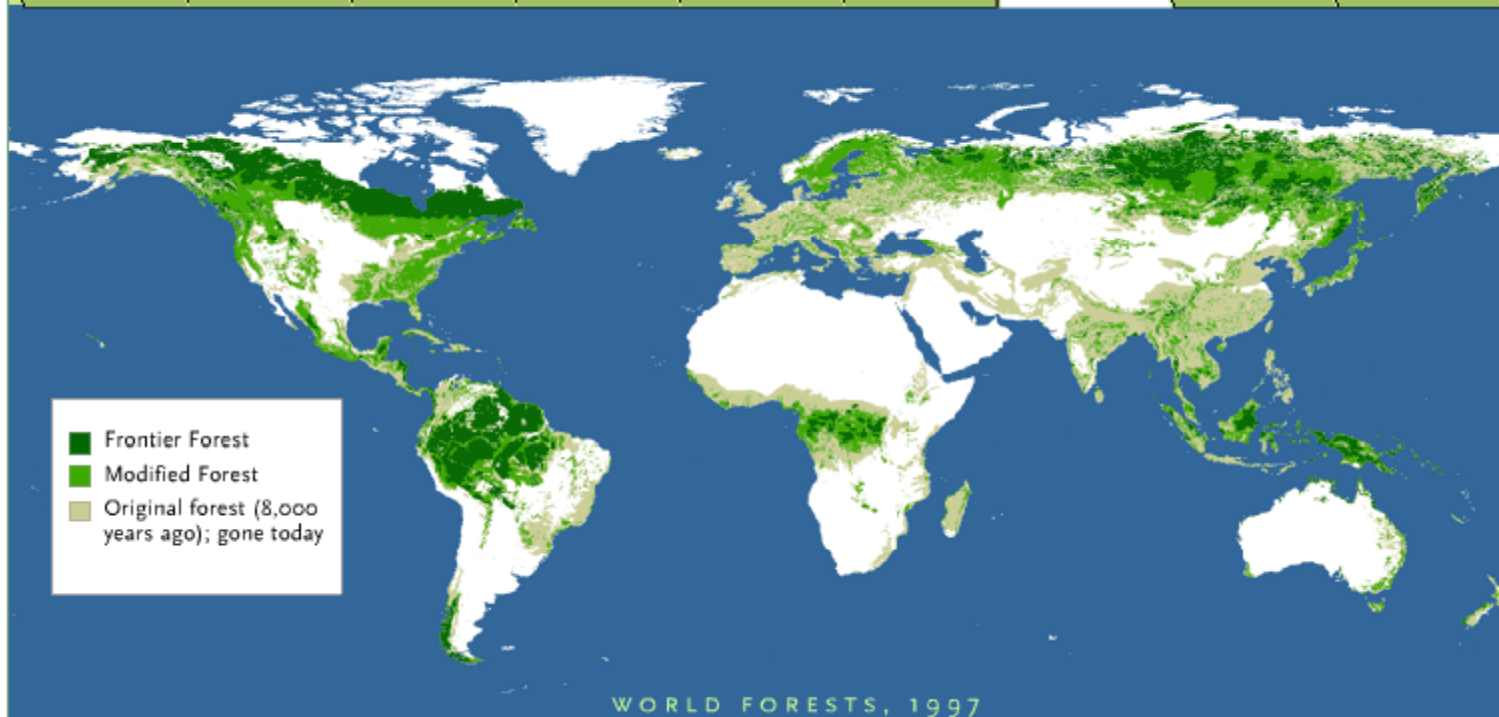 Frontier Forest
Modified Forest
Original forest (8,000
years ago); gone today
WORLD FORESTS, 1997